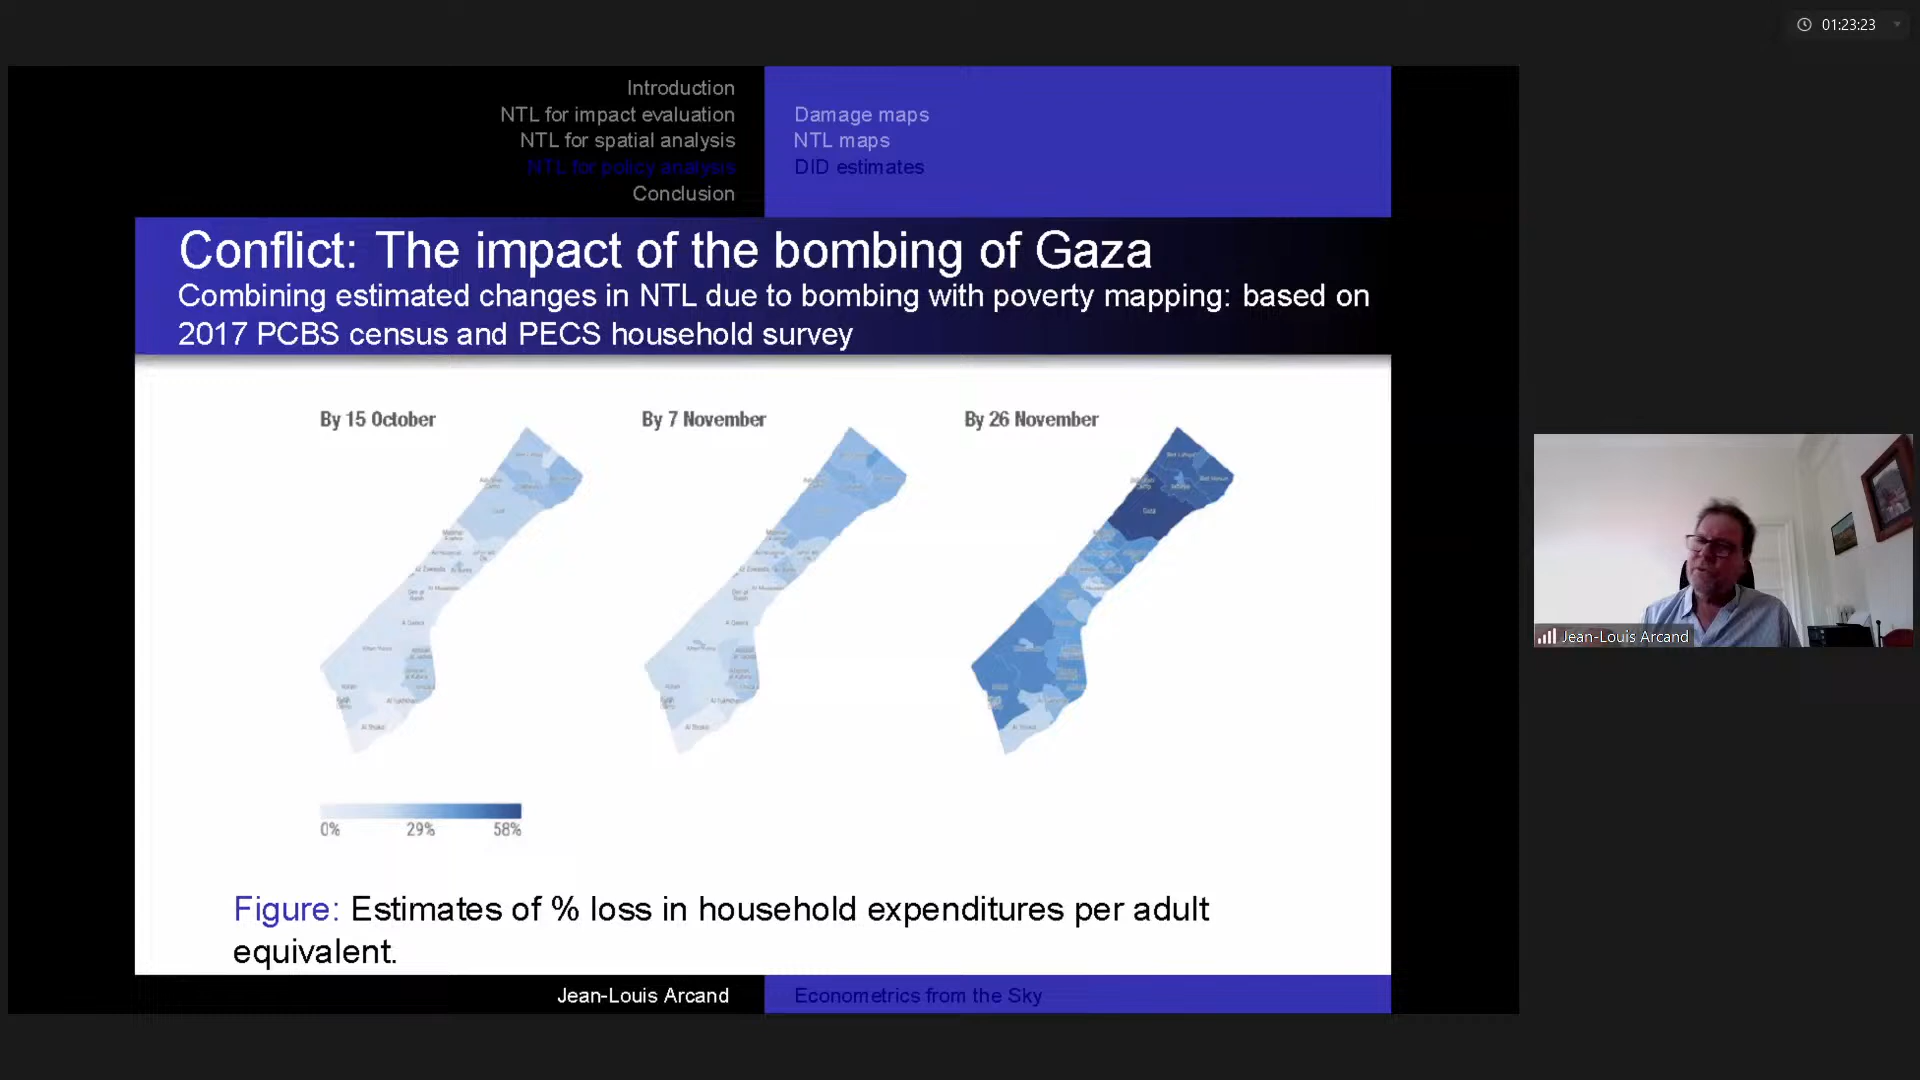 01:23:23
Introduction
NTL for impact evaluation
NTL for spatial analysis
NTL for policy analysis
Conclusion
Damage maps
NTL maps
DID estimates
Conflict: The impact of the bombing of Gaza
Combining estimated changes in NTL due to bombing with poverty mapping: based on
2017 PCBS census and PECS household survey
By 15 October
By 7 November
By 26 November
Gaza
0% 29% 58%
Figure: Estimates of % loss in household expenditures per adult
equivalent.
Jean-Louis Arcand
Econometrics from the Sky
Jean-Louis Arcand